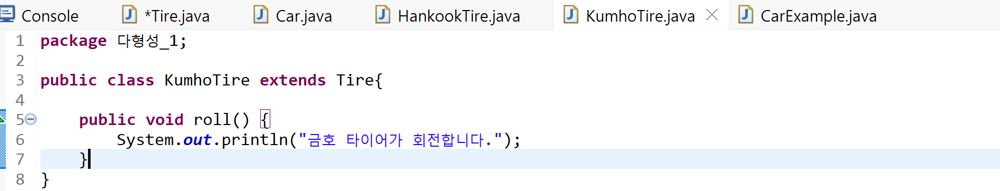 Console *Tire.java Car.java HankookTire.java KumhoTire.java CarExample.java
1 package 다형성_1;
2
3 public class KumhoTire extends Tire{
4
5 public void roll() {
6 System.out.println("금호 타이어가 회전합니다.");
7 }
8 }